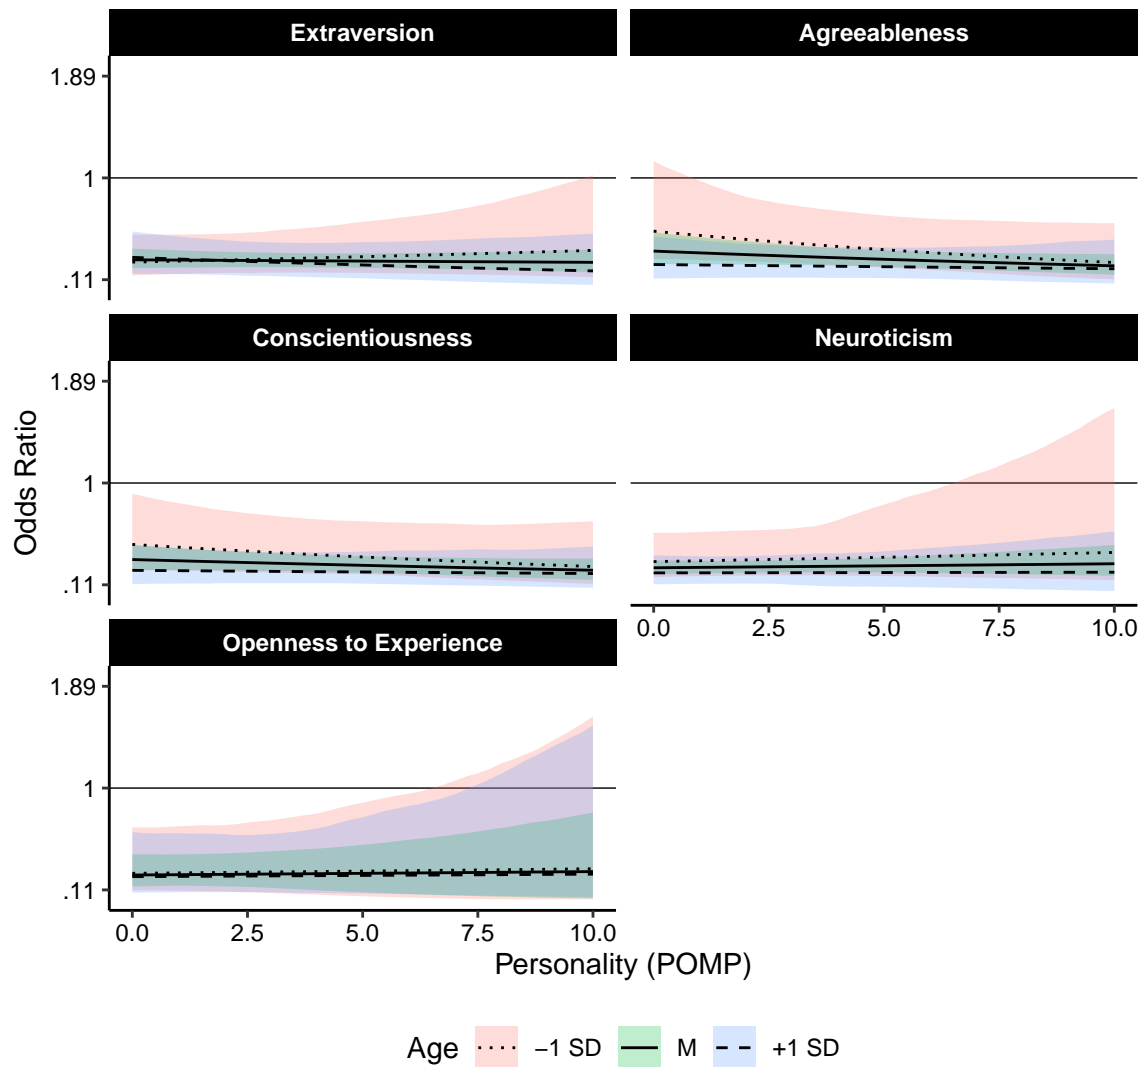 Extraversion
Agreeableness
1.89
1
.11
Conscientiousness
Neuroticism
1.89
1
.11
0.0 2.5 5.0 7.5 10.0
Openness to Experience
1.89
1
.11
0.0 2.5 5.0 7.5 10.0
Odds Ratio
Personality (POMP)
Age −1 SD M +1 SD